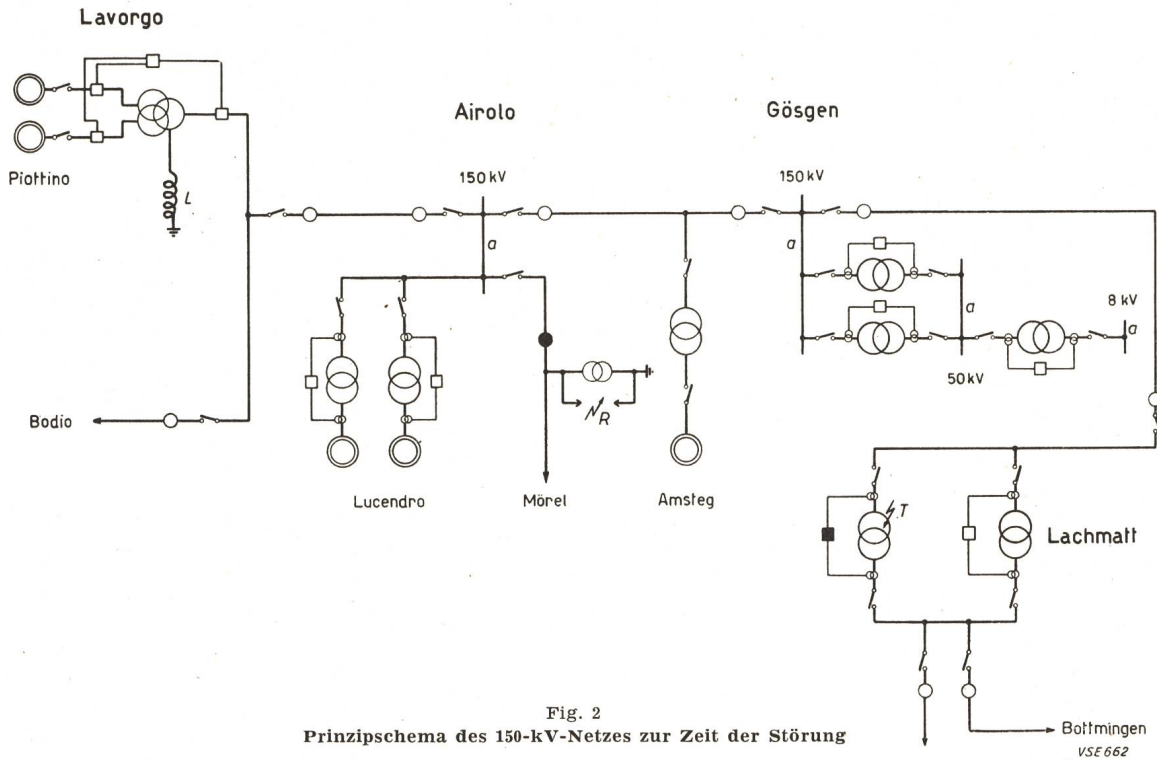 Lavorgo
Piottino
L
Airolo
150 kV
a
Gösgen
150 kV
a
a
8 kV
a
50 kV
Bodio
Lucendro
R
Mörel
Amsteg
T
Lachmatt
Bottmingen
VSE 662
Fig. 2
Prinzipschema des 150-kV-Netzes zur Zeit der Störung